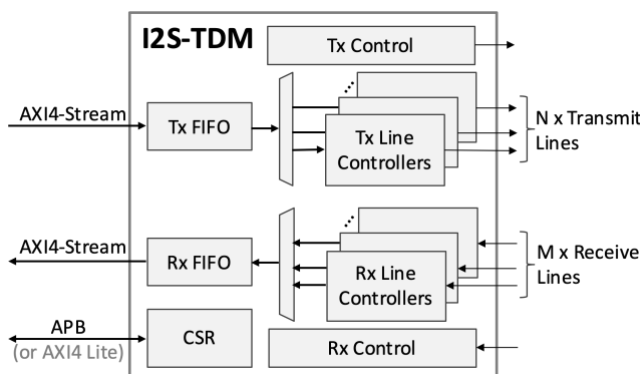 I2S-TDM
Tx Control
AXI4-Stream
Tx FIFO
Tx Line
Controllers
N x Transmit
Lines
AXI4-Stream
Rx FIFO
Rx Line
Controllers
M x Receive
Lines
APB
(or AXI4 Lite)
CSR
Rx Control